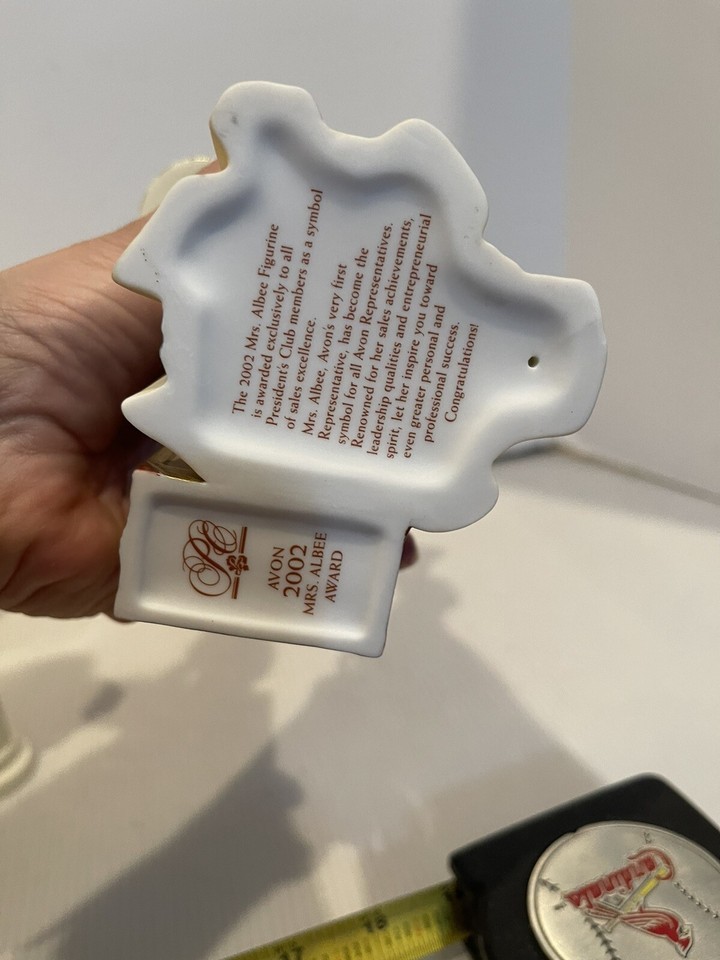 The 2002 Mrs. Albee Figurine
is awarded exclusively to all
President's Club members as a symbol
of sales excellence.
Mrs. Albee, Avon's very first
Representative, has become the
symbol for all Avon Representatives.
Renowned for her sales achievements,
leadership qualities and entrepreneurial
spirit, let her inspire you toward
even greater personal and
professional success.
Congratulations!
PC
AVON
2002
MRS. ALBEE
AWARD
17
16
Cardinals